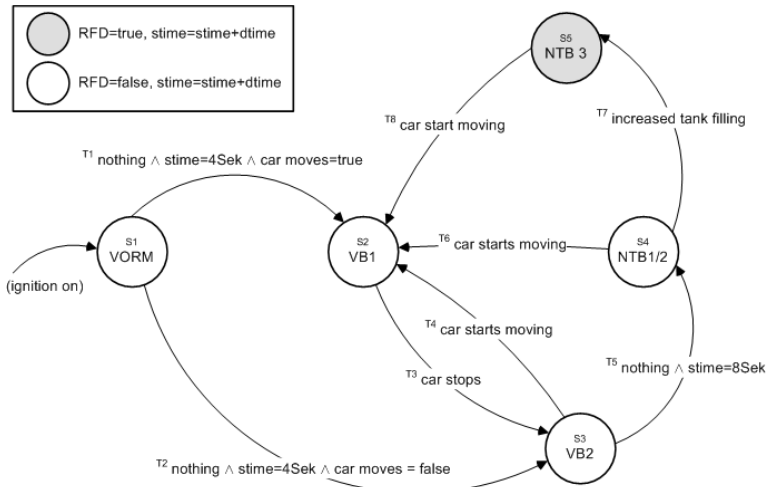 RFD=true, stime=stime+dtime
RFD=false, stime=stime+dtime
S5
NTB 3
T8 car start moving
T7 increased tank filling
T1 nothing ∧ stime=4Sek ∧ car moves=true
S1
VORM
S2
VB1
T6 car starts moving
S4
NTB1/2
(ignition on)
T4 car starts moving
T3 car stops
T5 nothing ∧ stime=8Sek
S3
VB2
T2 nothing ∧ stime=4Sek ∧ car moves = false